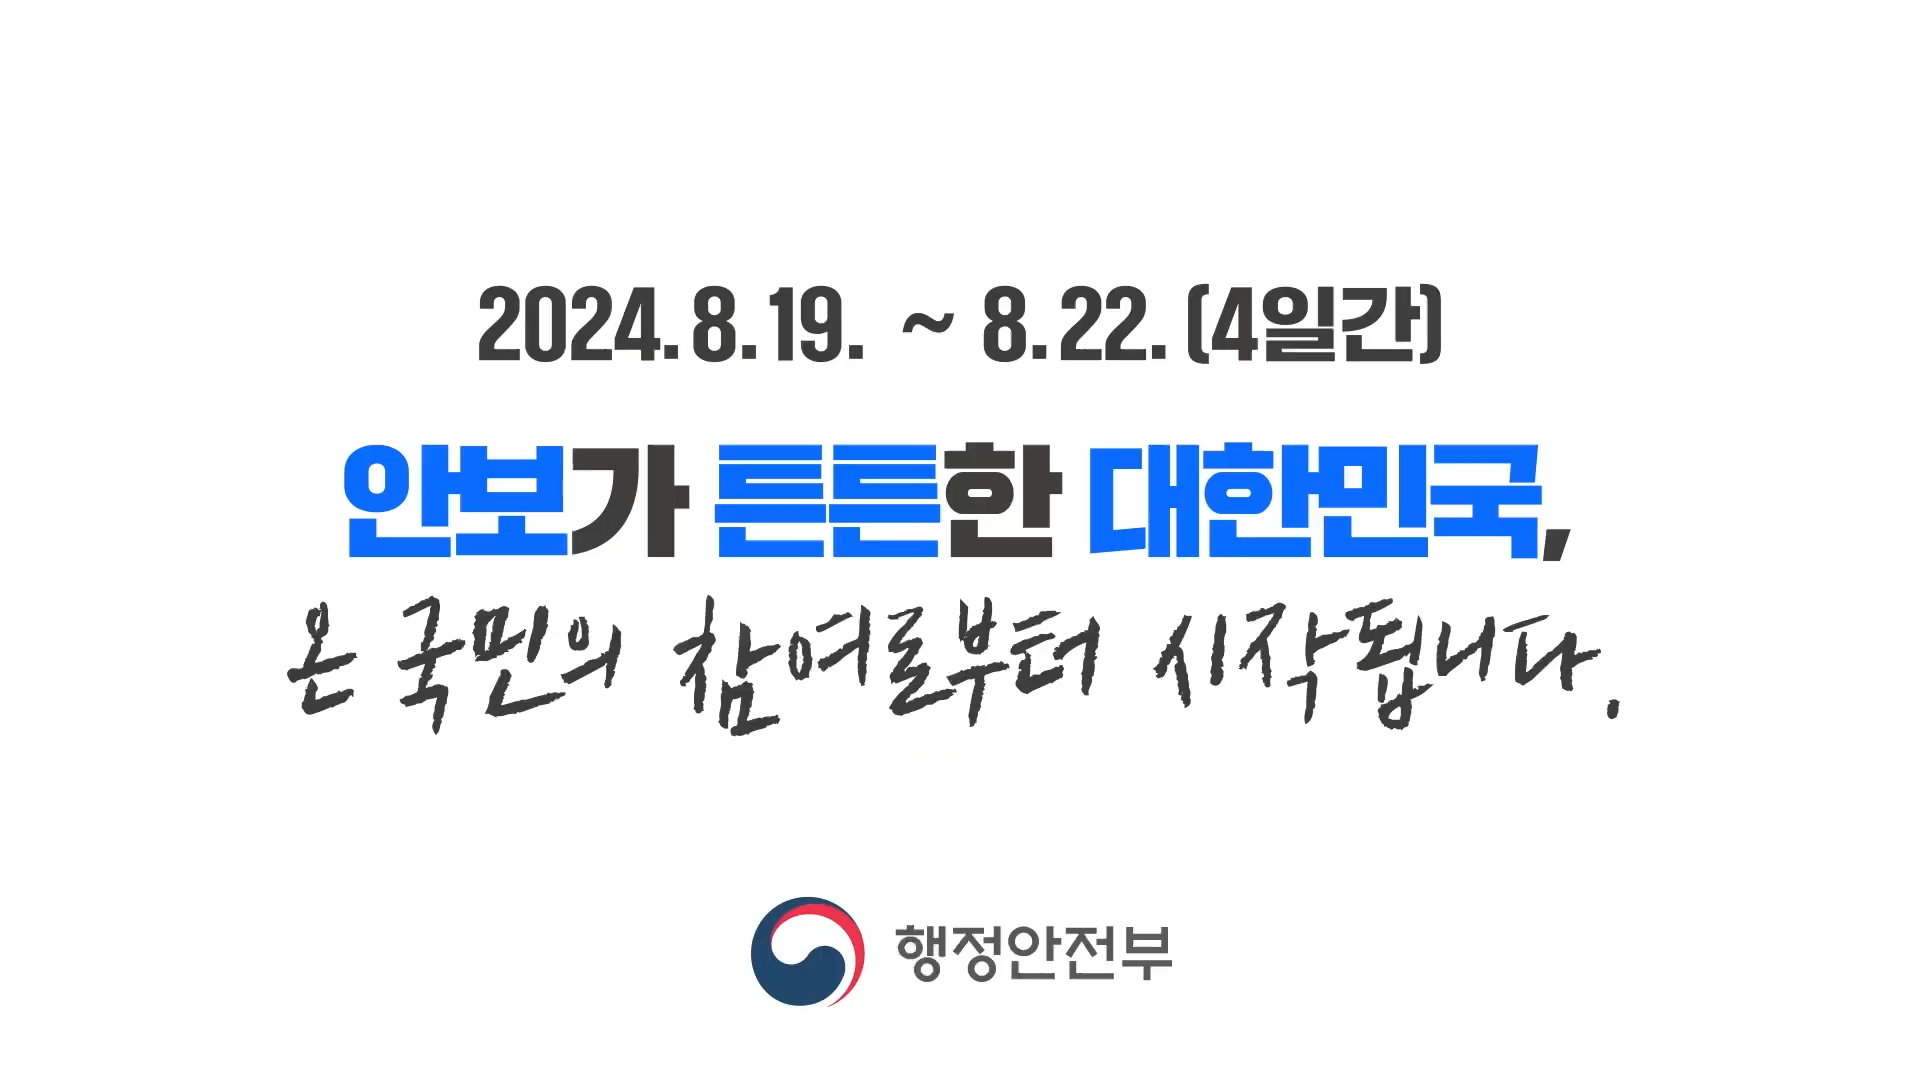 2024. 8. 19. ~ 8. 22. (4일간)
안보가 튼튼한 대한민국,
온 국민의 참여로부터 시작됩니다.
행정안전부